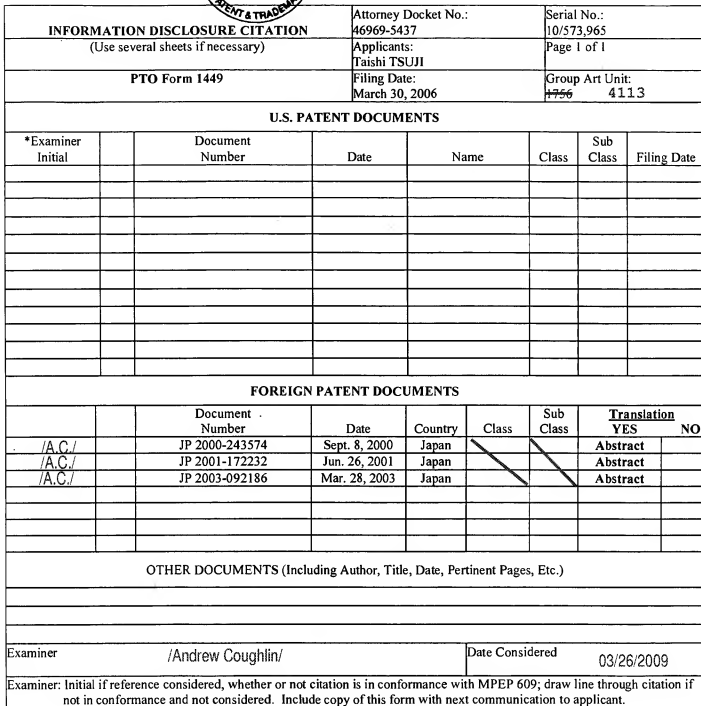 PATENT & TRADEM
INFORMATION DISCLOSURE CITATION
(Use several sheets if necessary)
PTO Form 1449
Attorney Docket No.:
46969-5437
Serial No.:
10/573,965
Applicants:
Taishi TSUJI
Page 1 of 1
Filing Date:
March 30, 2006
Group Art Unit:
1756 4113
U.S. PATENT DOCUMENTS
*Examiner Initial Document Number Date Name Class Sub Class Filing Date
FOREIGN PATENT DOCUMENTS
Document Number Date Country Class Sub Class Translation YES NO
/A.C./ JP 2000-243574 Sept. 8, 2000 Japan Abstract
/A.C./ JP 2001-172232 Jun. 26, 2001 Japan Abstract
/A.C./ JP 2003-092186 Mar. 28, 2003 Japan Abstract
OTHER DOCUMENTS (Including Author, Title, Date, Pertinent Pages, Etc.)
Examiner /Andrew Coughlin/ Date Considered 03/26/2009
Examiner: Initial if reference considered, whether or not citation is in conformance with MPEP 609; draw line through citation if
not in conformance and not considered. Include copy of this form with next communication to applicant.